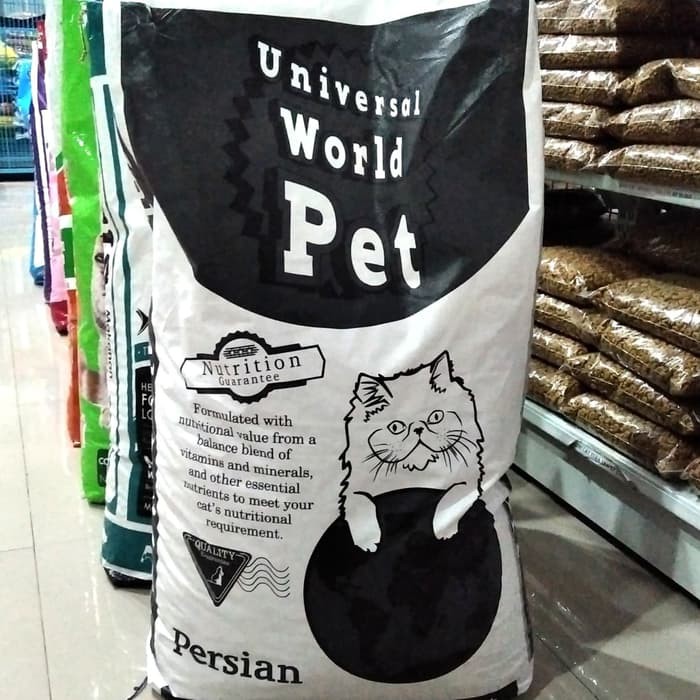 Universal
World
Pet
Nutrition
Guarantee
Formulated with
nutritional value from a
balance blend of
vitamins and minerals,
and other essential
nutrients to meet your
cat's nutritional
requirement.
QUALITY
Persian